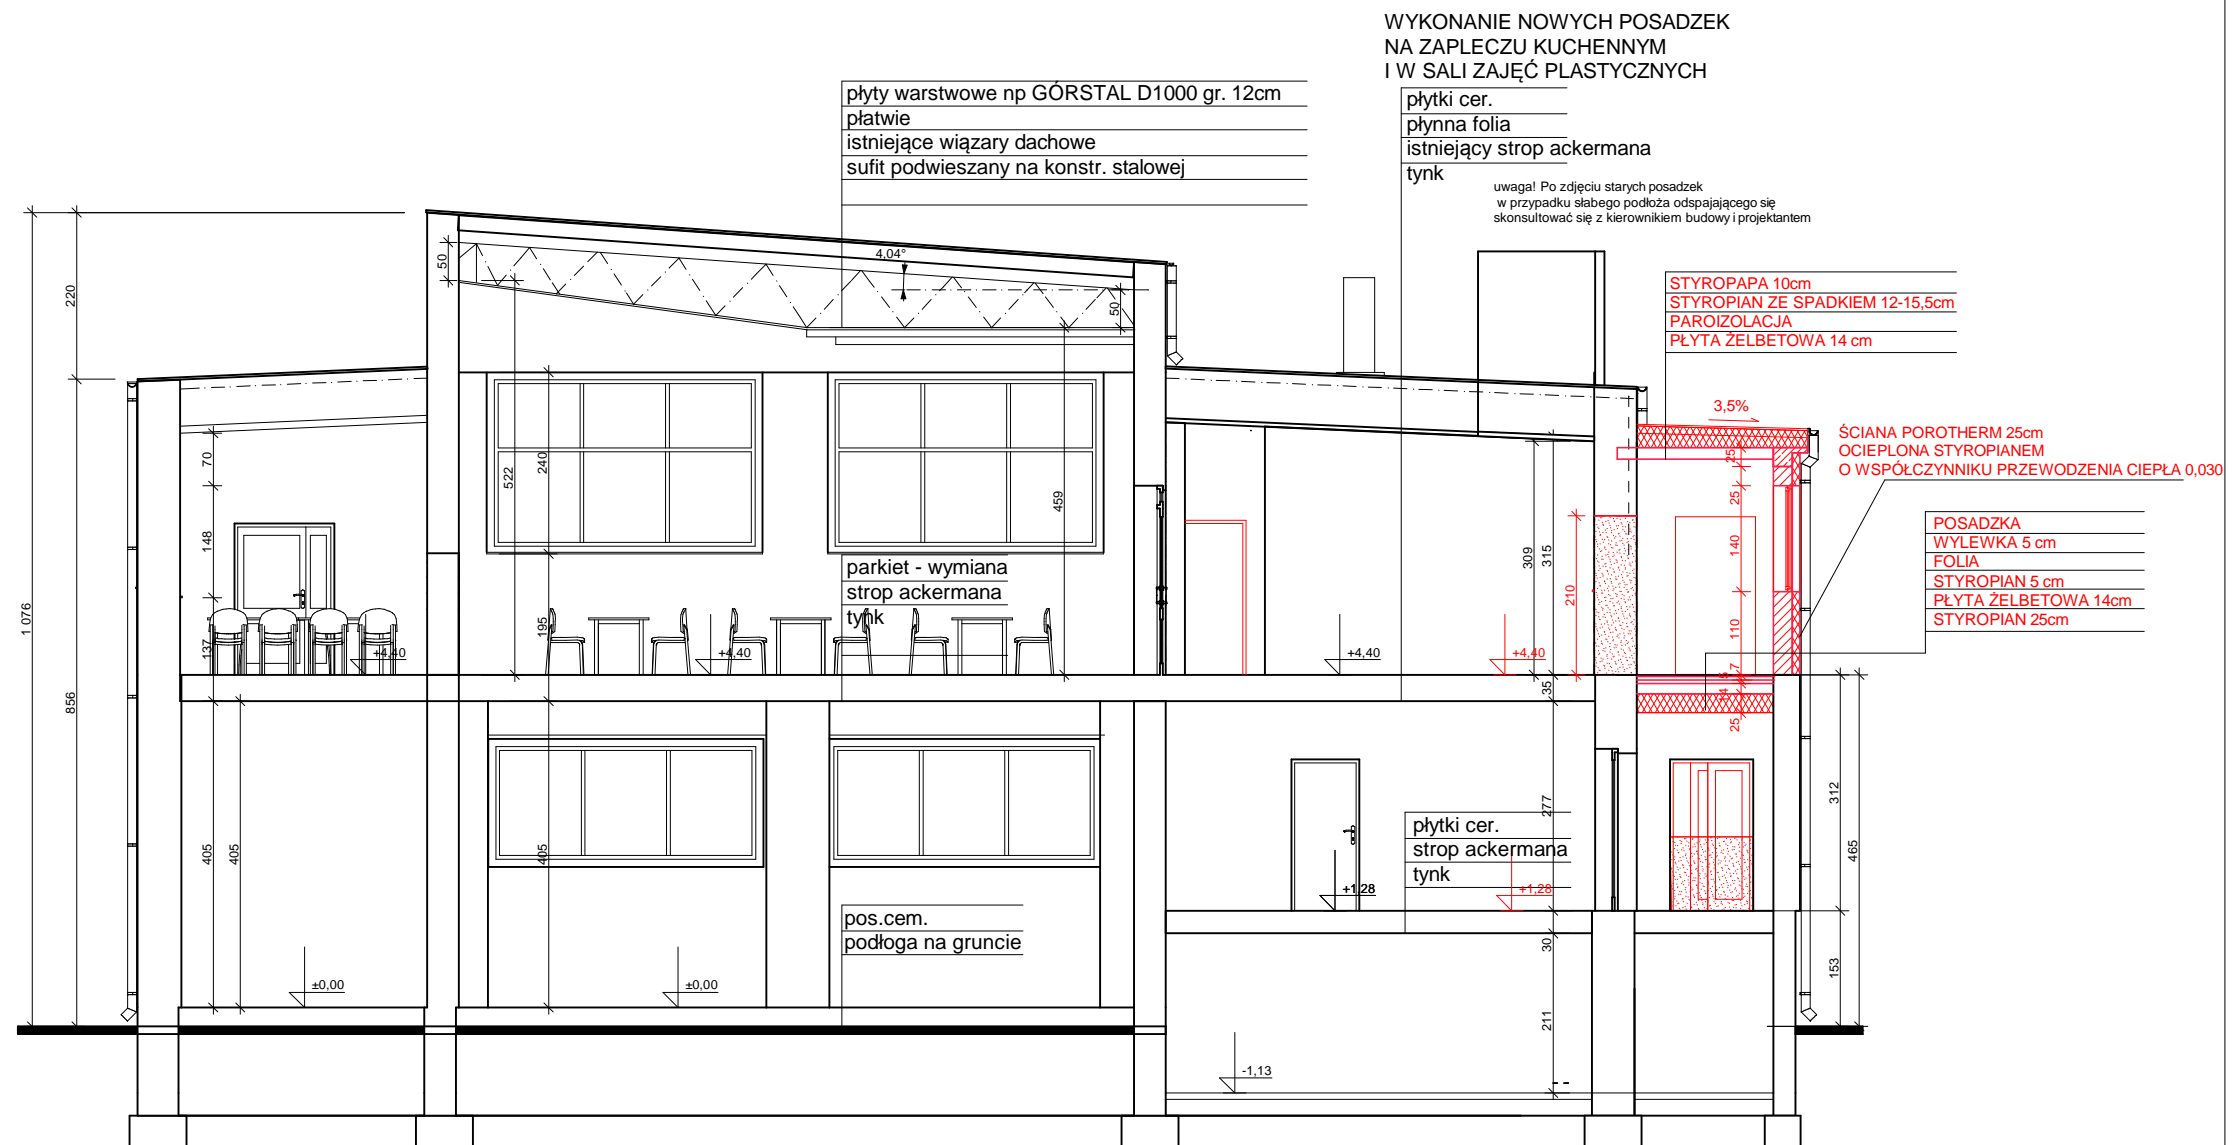 WYKONANIE NOWYCH POSADZEK
NA ZAPLECZU KUCHENNYM
I W SALI ZAJĘĆ PLASTYCZNYCH
płyty warstwowe np GÓRSTAL D1000 gr. 12cm
płatwie
istniejące wiązary dachowe
sufit podwieszany na konstr. stalowej
płytki cer.
płynna folia
istniejący strop ackermana
tynk
uwaga! Po zdjęciu starych posadzek
w przypadku słabego podłoża odspajającego się
skonsultować się z kierownikiem budowy i projektantem
STYROPAPA 10cm
STYROPIAN ZE SPADKIEM 12-15,5cm
PAROIZOLACJA
PŁYTA ŻELBETOWA 14 cm
3,5%
ŚCIANA POROTHERM 25cm
OCIEPLONA STYROPIANEM
O WSPÓŁCZYNNIKU PRZEWODZENIA CIEPŁA 0,030
POSADZKA
WYLEWKA 5 cm
FOLIA
STYROPIAN 5 cm
PŁYTA ŻELBETOWA 14cm
STYROPIAN 25cm
parkiet - wymiana
strop ackermana
tynk
płytki cer.
strop ackermana
tynk
pos.cem.
podłoga na gruncie
4,04°
50
50
220
856
1 076
70
148
137
405
405
522
240
195
405
459
309
315
35
277
30
211
210
25
25
140
110
7
5
14
25
312
153
465
+4,40
+4,40
+4,40
+4,40
+1,28
+1,28
±0,00
±0,00
-1,13